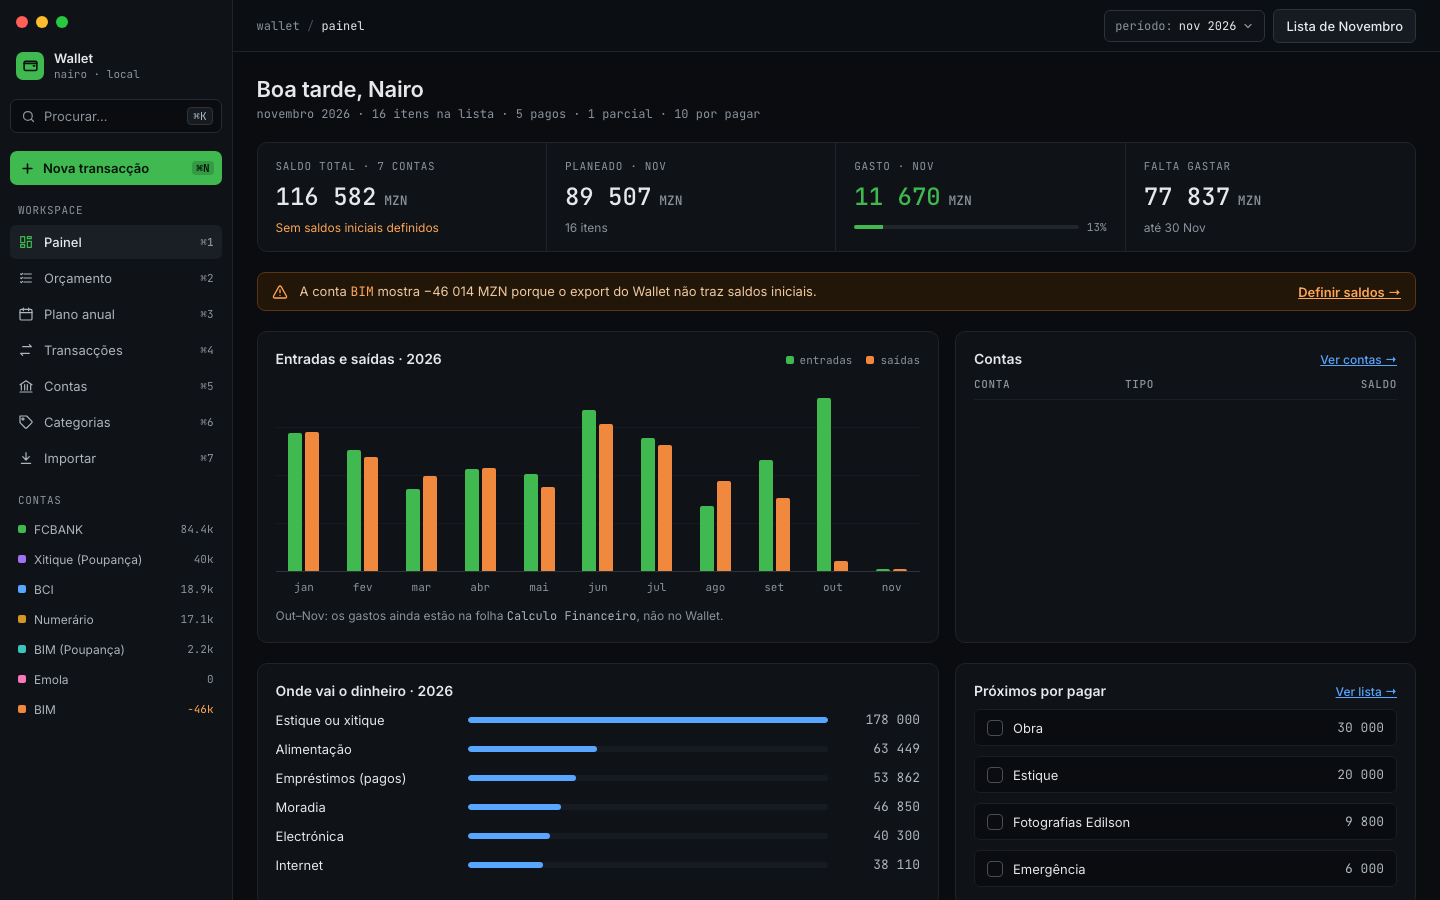 wallet / painel
período: nov 2026
Lista de Novembro
Wallet
nairo · local
Procurar...
⌘K
Nova transacção
⌘N
WORKSPACE
Painel ⌘1
Orçamento ⌘2
Plano anual ⌘3
Transacções ⌘4
Contas ⌘5
Categorias ⌘6
Importar ⌘7
CONTAS
FCBANK 84.4k
Xitique (Poupança) 40k
BCI 18.9k
Numerário 17.1k
BIM (Poupança) 2.2k
Emola 0
BIM -46k
Boa tarde, Nairo
novembro 2026 · 16 itens na lista · 5 pagos · 1 parcial · 10 por pagar
SALDO TOTAL · 7 CONTAS
116 582 MZN
Sem saldos iniciais definidos
PLANEADO · NOV
89 507 MZN
16 itens
GASTO · NOV
11 670 MZN
13%
FALTA GASTAR
77 837 MZN
até 30 Nov
A conta BIM mostra −46 014 MZN porque o export do Wallet não traz saldos iniciais.
Definir saldos →
Entradas e saídas · 2026
entradas saídas
jan fev mar abr mai jun jul ago set out nov
Out–Nov: os gastos ainda estão na folha Calculo Financeiro, não no Wallet.
Contas
Ver contas →
CONTA TIPO SALDO
Onde vai o dinheiro · 2026
Estique ou xitique 178 000
Alimentação 63 449
Empréstimos (pagos) 53 862
Moradia 46 850
Electrónica 40 300
Internet 38 110
Próximos por pagar
Ver lista →
Obra 30 000
Estique 20 000
Fotografias Edilson 9 800
Emergência 6 000